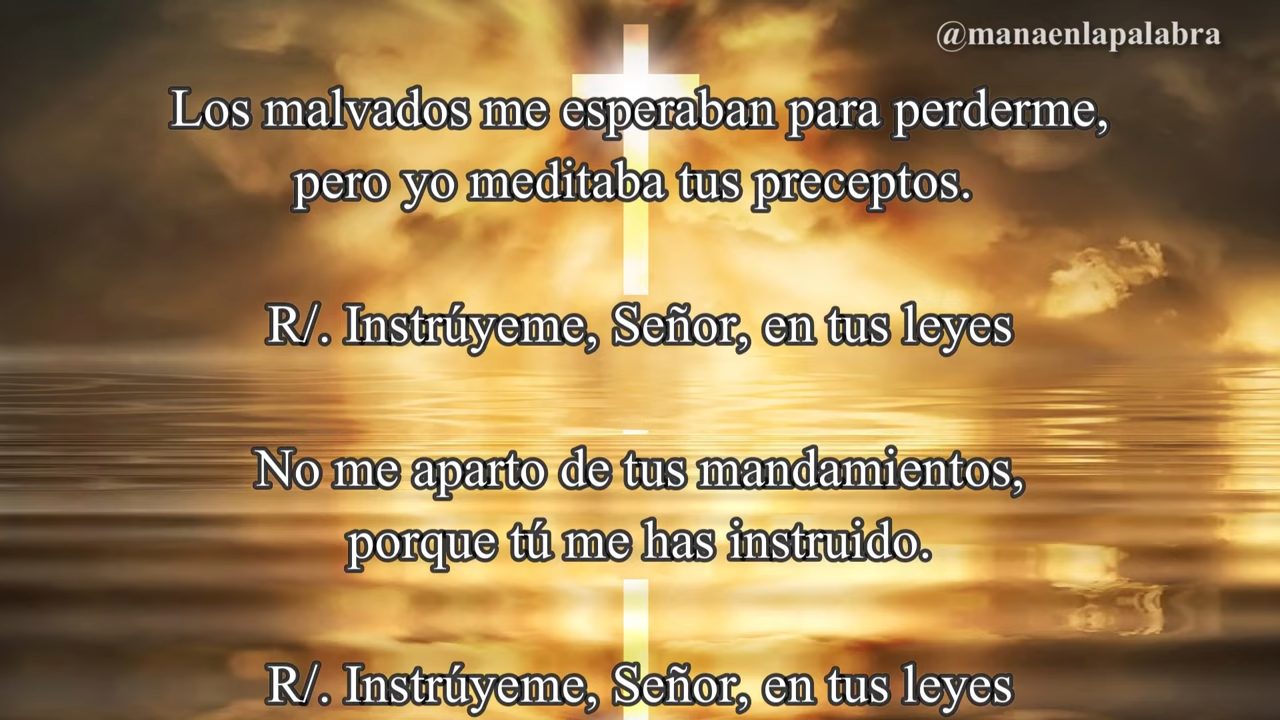 @manaenlapalabra
Los malvados me esperaban para perderme,
pero yo meditaba tus preceptos.
R/. Instrúyeme, Señor, en tus leyes
No me aparto de tus mandamientos,
porque tú me has instruido.
R/. Instrúyeme, Señor, en tus leyes